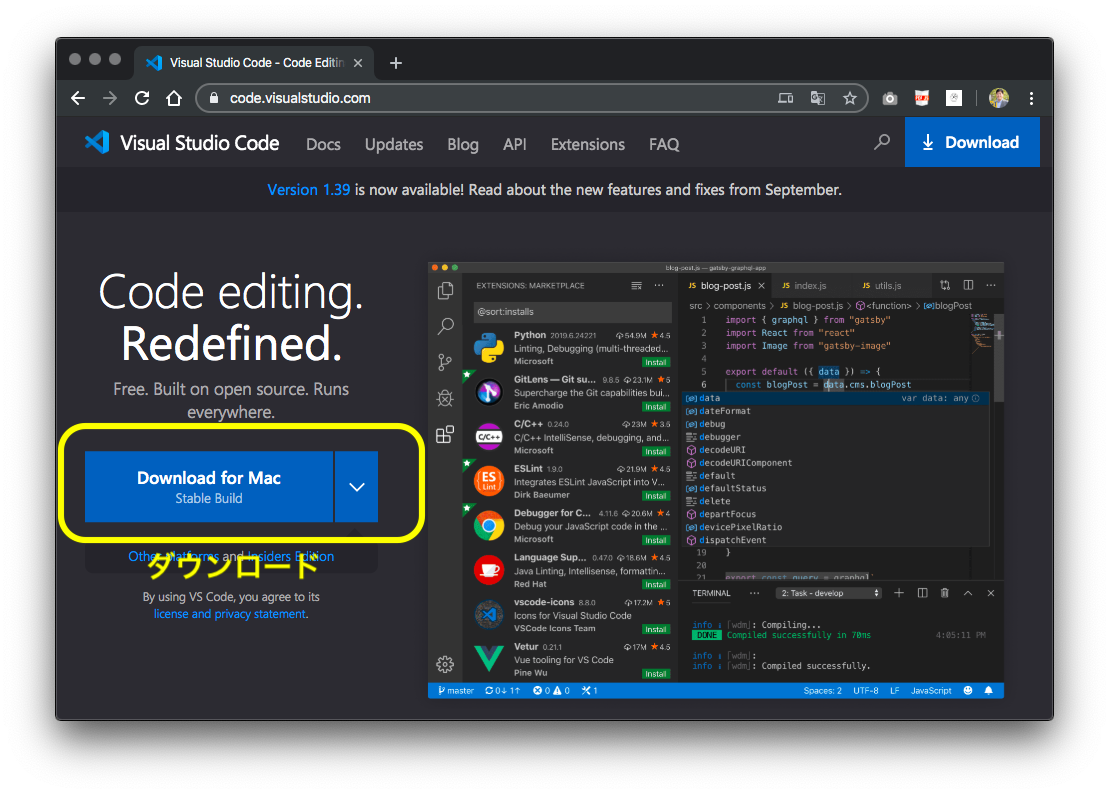 Visual Studio Code - Code Editin
code.visualstudio.com
Visual Studio Code Docs Updates Blog API Extensions FAQ Download
Version 1.39 is now available! Read about the new features and fixes from September.
Code editing.
Redefined.
Free. Built on open source. Runs
everywhere.
Download for Mac
Stable Build
Other Platforms and Insiders Edition
ダウンロード
By using VS Code, you agree to its
license and privacy statement.
blog-post.js — gatsby-graphql-app
EXTENSIONS: MARKETPLACE
@sort:installs
Python 2019.6.24221 54.9M 4.5
Linting, Debugging (multi-threaded...
Microsoft Install
GitLens — Git su... 9.8.5 23.1M 5
Supercharge the Git capabilities bui...
Eric Amodio Install
C/C++ 0.24.0 23M 3.5
C/C++ IntelliSense, debugging, and...
Microsoft Install
ESLint 1.9.0 21.9M 4.5
Integrates ESLint JavaScript into V...
Dirk Baeumer Install
Debugger for C... 4.11.6 20.6M 4
Debug your JavaScript code in the ...
Microsoft Install
Language Sup... 0.47.0 18.6M 4.5
Java Linting, Intellisense, formattin...
Red Hat Install
vscode-icons 8.8.0 17.2M 5
Icons for Visual Studio Code
VSCode Icons Team Install
Vetur 0.21.1 17M 4.5
Vue tooling for VS Code
Pine Wu Install
JS blog-post.js JS index.js JS utils.js
src > components > JS blog-post.js > <function> > blogPost
1 import { graphql } from "gatsby"
2 import React from "react"
3 import Image from "gatsby-image"
4
5 export default ({ data }) => {
6 const blogPost = data.cms.blogPost
data var data: any
dateFormat
debug
debugger
decodeURI
decodeURIComponent
default
defaultStatus
delete
departFocus
devicePixelRatio
dispatchEvent
19 }
20
21 export const query = graphql`
TERMINAL ... 2: Task - develop
info [wdm]: Compiling...
DONE Compiled successfully in 70ms 4:05:11 PM
info [wdm]:
info [wdm]: Compiled successfully.
master 0↓ 1↑ 0 0 1 Spaces: 2 UTF-8 LF JavaScript